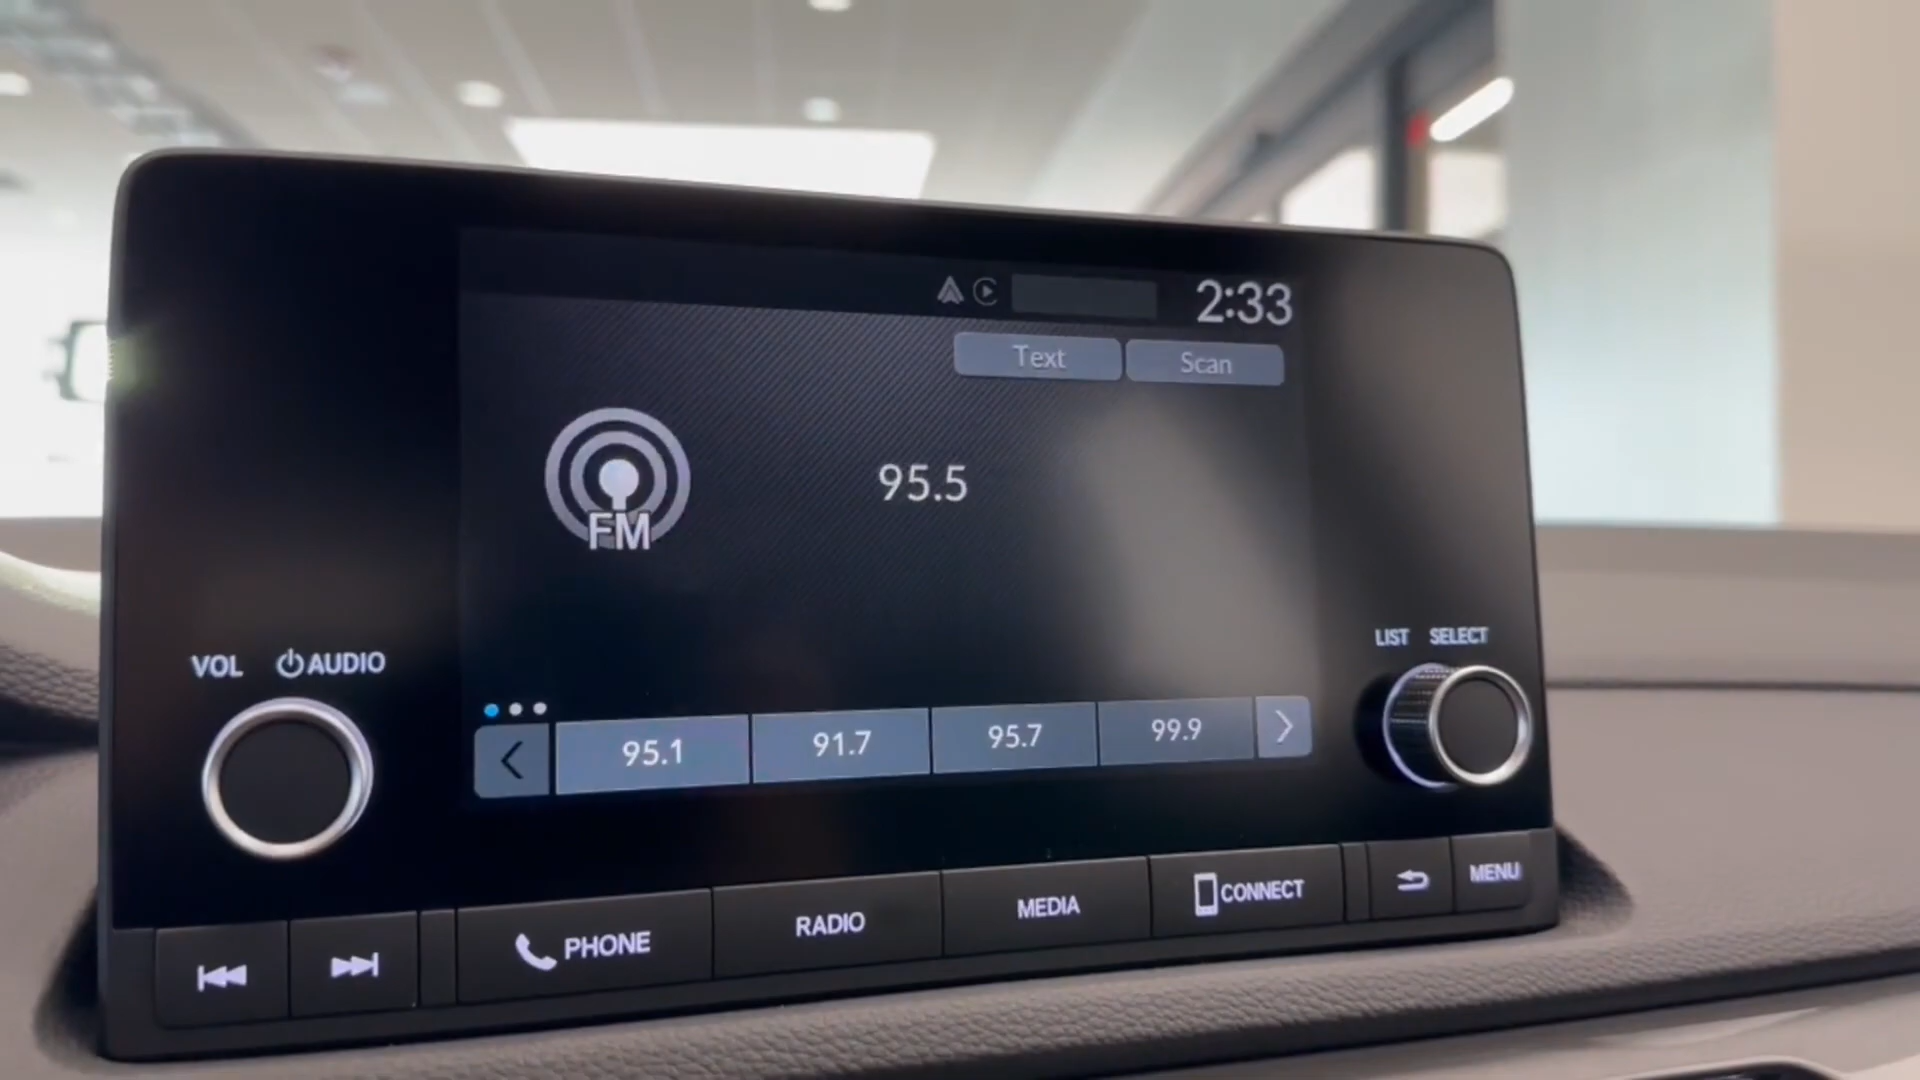 2:33
Text Scan
FM
95.5
LIST SELECT
VOL AUDIO
95.1 91.7 95.7 99.9
PHONE RADIO MEDIA CONNECT MENU